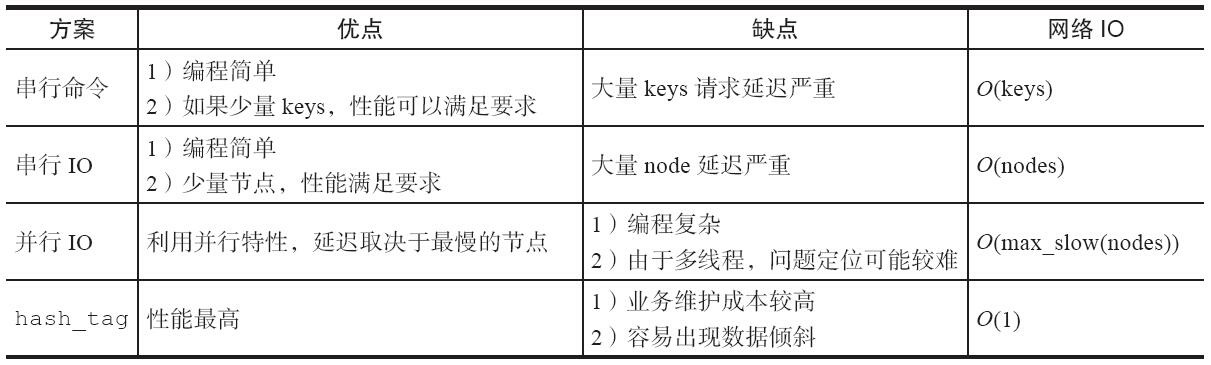 方案 优点 缺点 网络 IO
串行命令 1）编程简单
2）如果少量 keys，性能可以满足要求 大量 keys 请求延迟严重 O(keys)
串行 IO 1）编程简单
2）少量节点，性能满足要求 大量 node 延迟严重 O(nodes)
并行 IO 利用并行特性，延迟取决于最慢的节点 1）编程复杂
2）由于多线程，问题定位可能较难 O(max_slow(nodes))
hash_tag 性能最高 1）业务维护成本较高
2）容易出现数据倾斜 O(1)